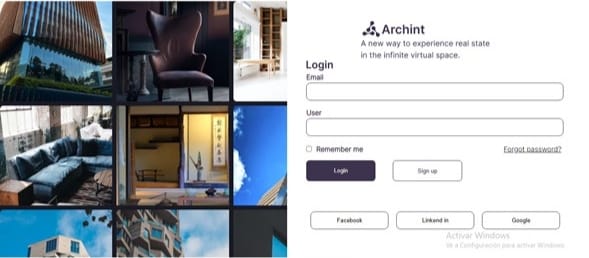 Archint
A new way to experience real state
in the infinite virtual space.
Login
Email
User
Remember me
Forgot password?
Login
Sign up
Facebook
Linkend in
Google
Activar Windows
Ve a Configuración para activar Windows